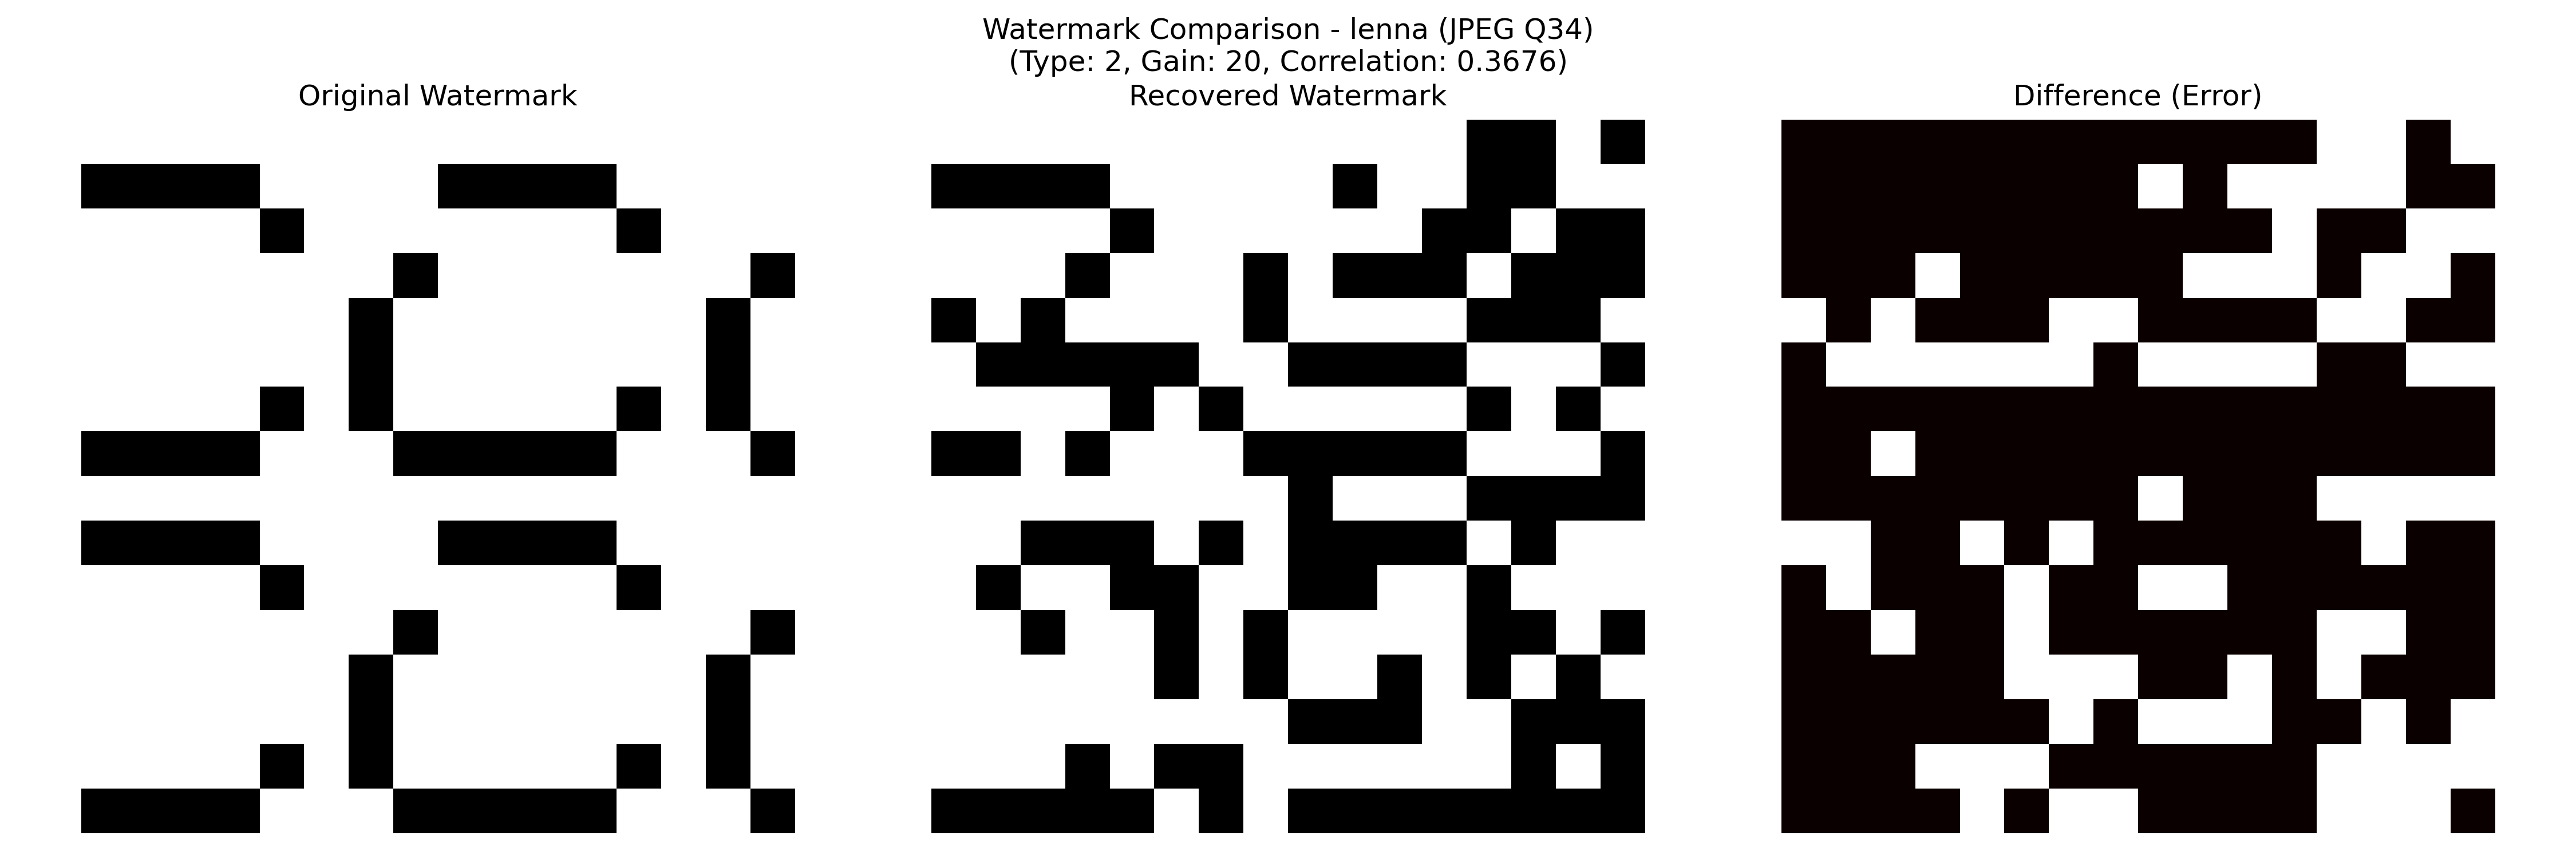 Watermark Comparison - lenna (JPEG Q34)
(Type: 2, Gain: 20, Correlation: 0.3676)
Original Watermark
Recovered Watermark
Difference (Error)